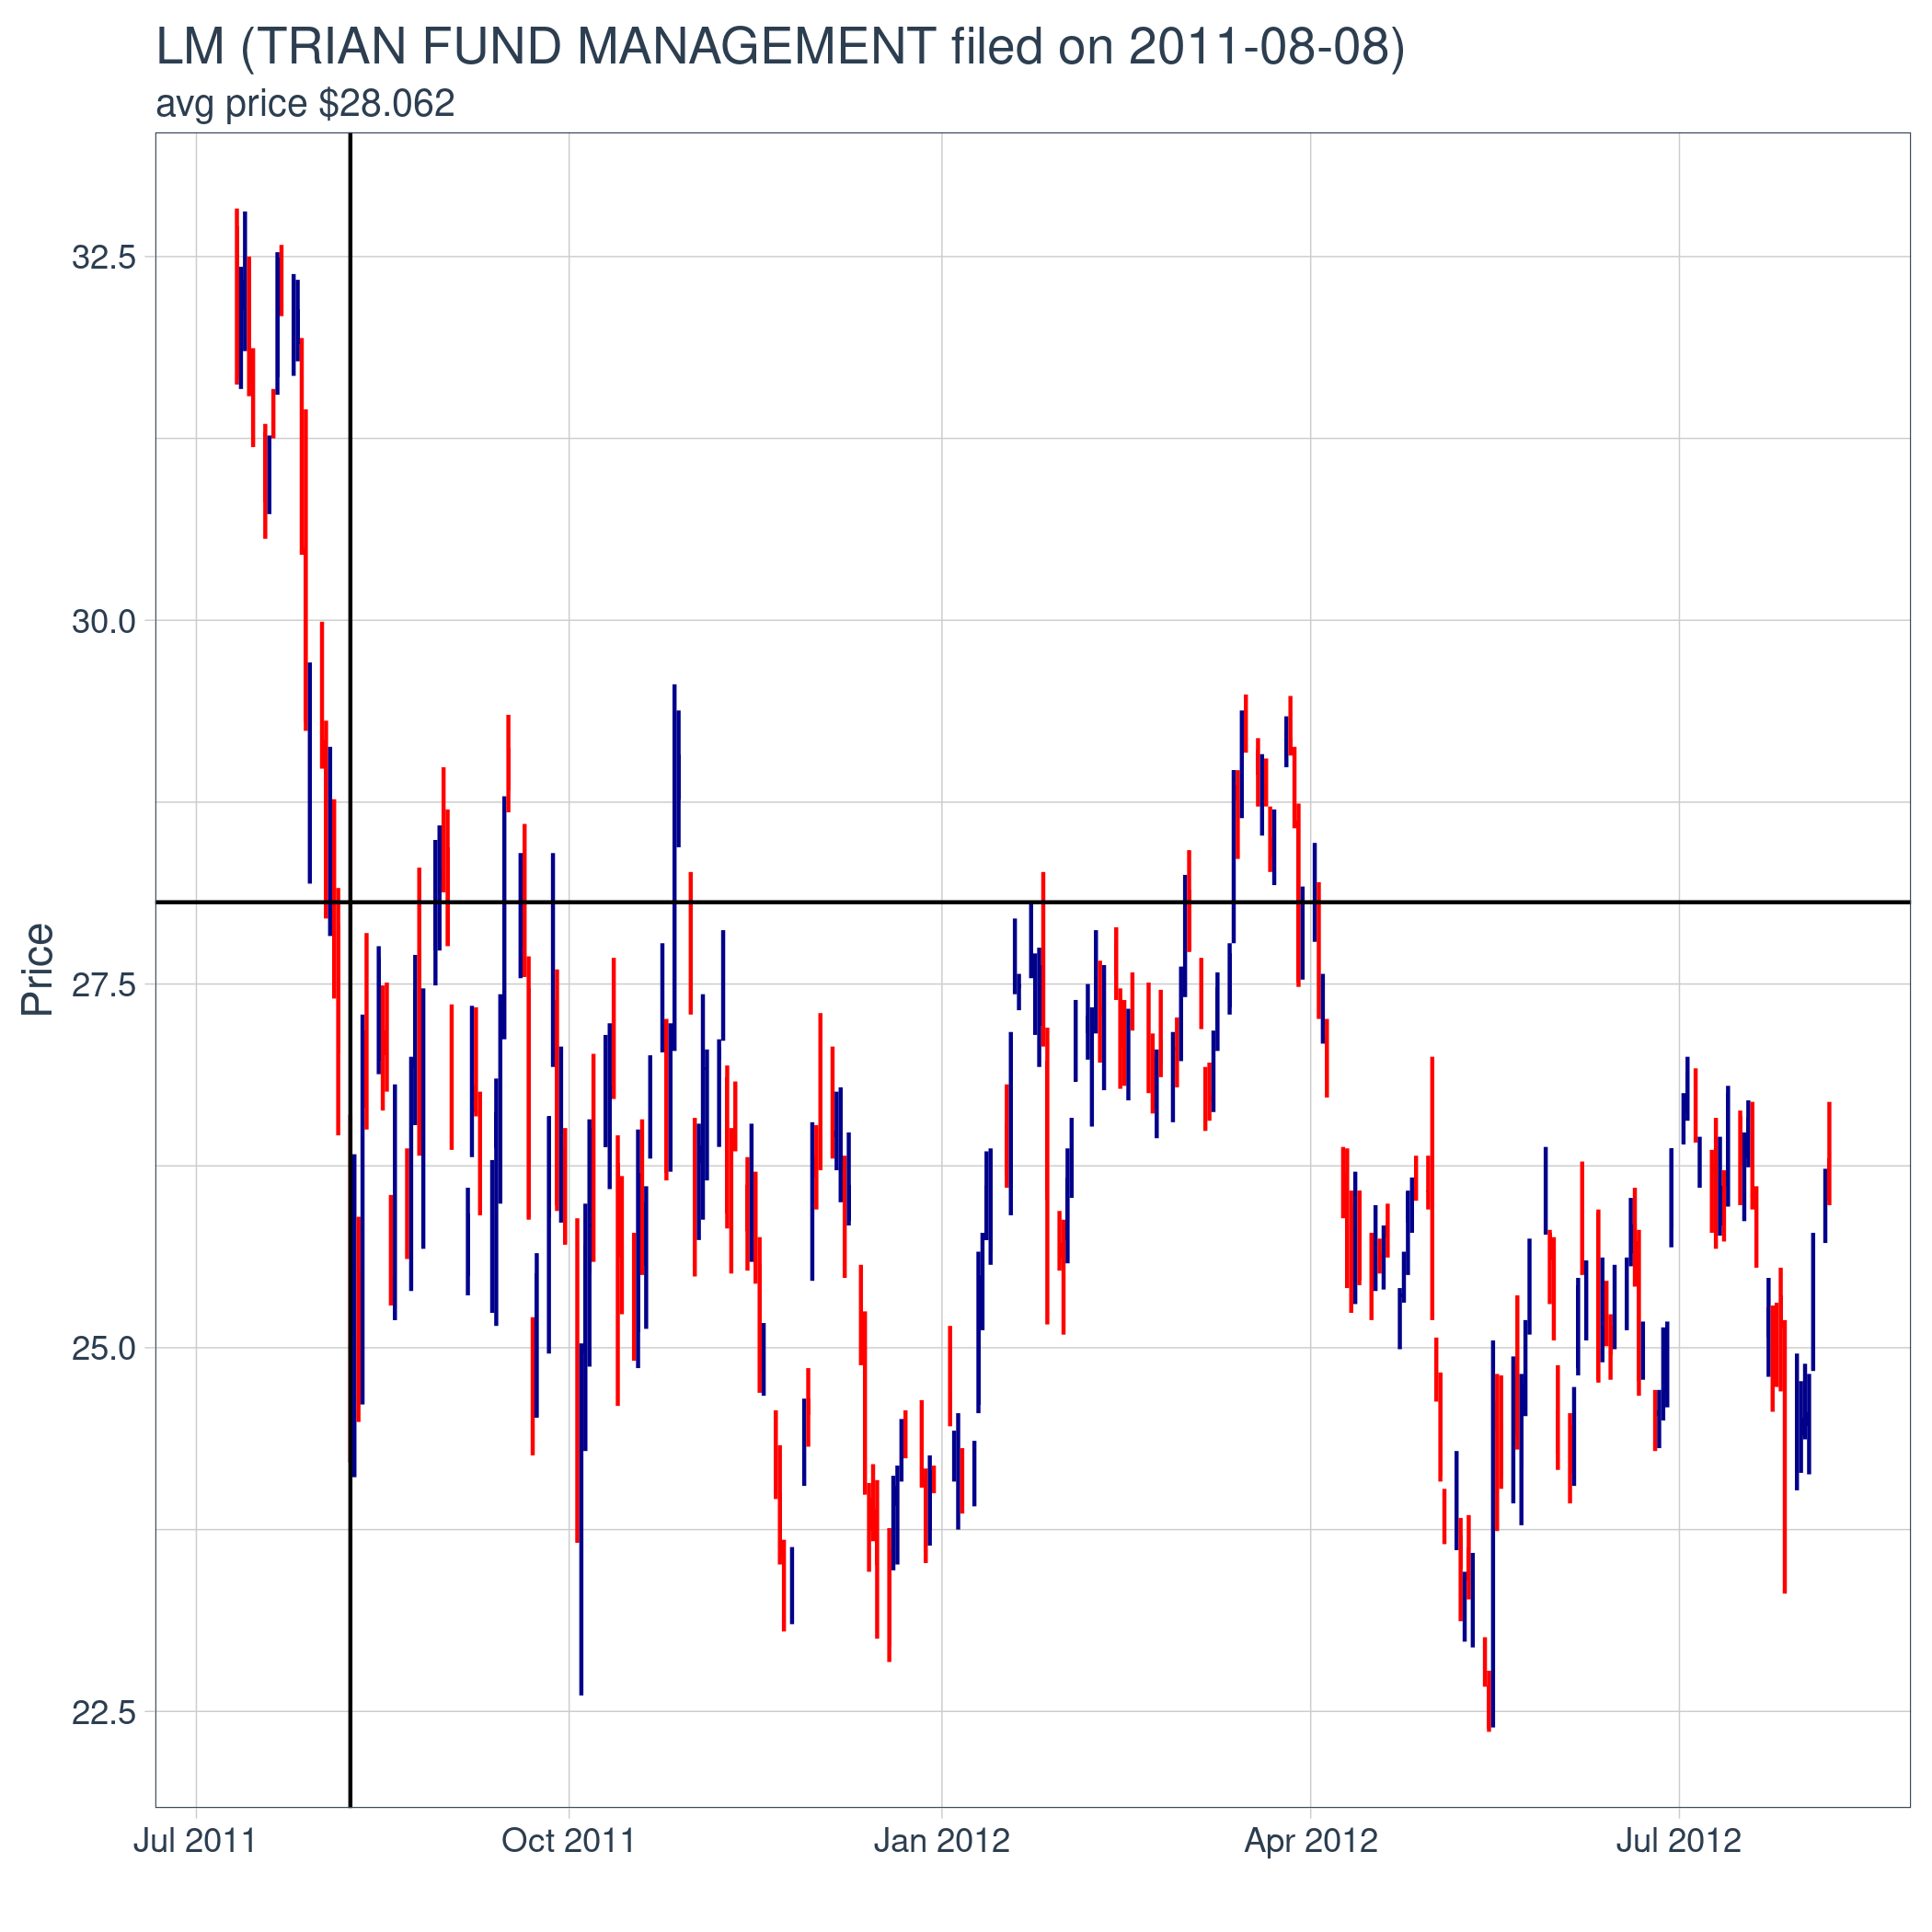 LM (TRIAN FUND MANAGEMENT filed on 2011-08-08)
avg price $28.062
32.5
30.0
27.5
25.0
22.5
Price
Jul 2011 Oct 2011 Jan 2012 Apr 2012 Jul 2012